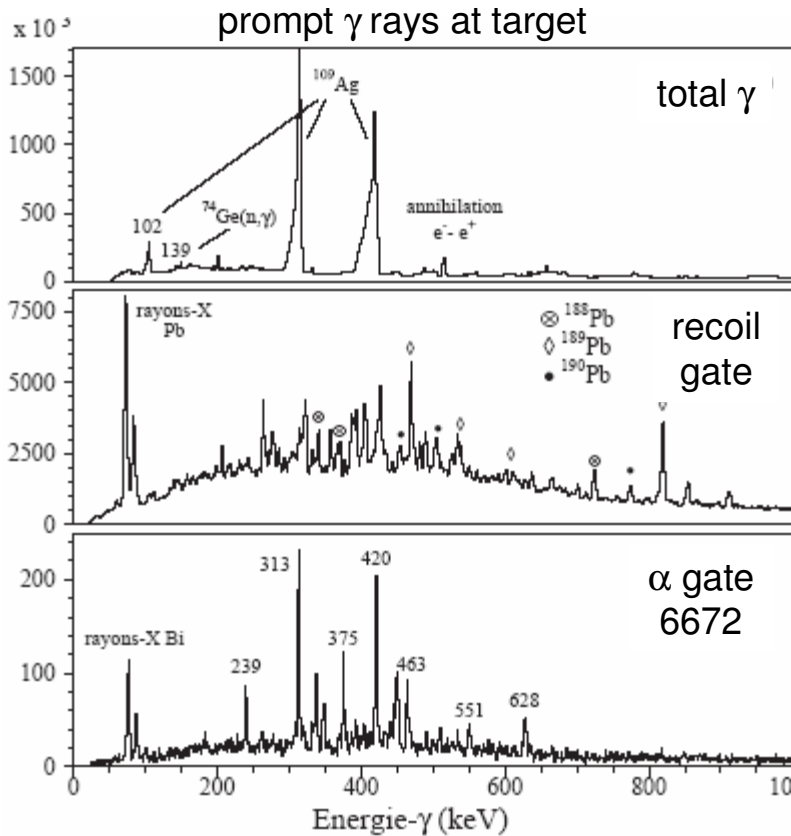 prompt γ rays at target
x 10 ³
1500
1000
500
0
¹⁰⁹Ag
total γ
⁷⁴Ge(n,γ)
102
139
annihilation
e⁻- e⁺
7500
5000
2500
0
rayons-X
Pb
⊗ ¹⁸⁸Pb
◊ ¹⁸⁹Pb
• ¹⁹⁰Pb
recoil
gate
200
100
0
rayons-X Bi
239
313
375
420
463
551
628
α gate
6672
0 200 400 600 800
Energie-γ (keV)